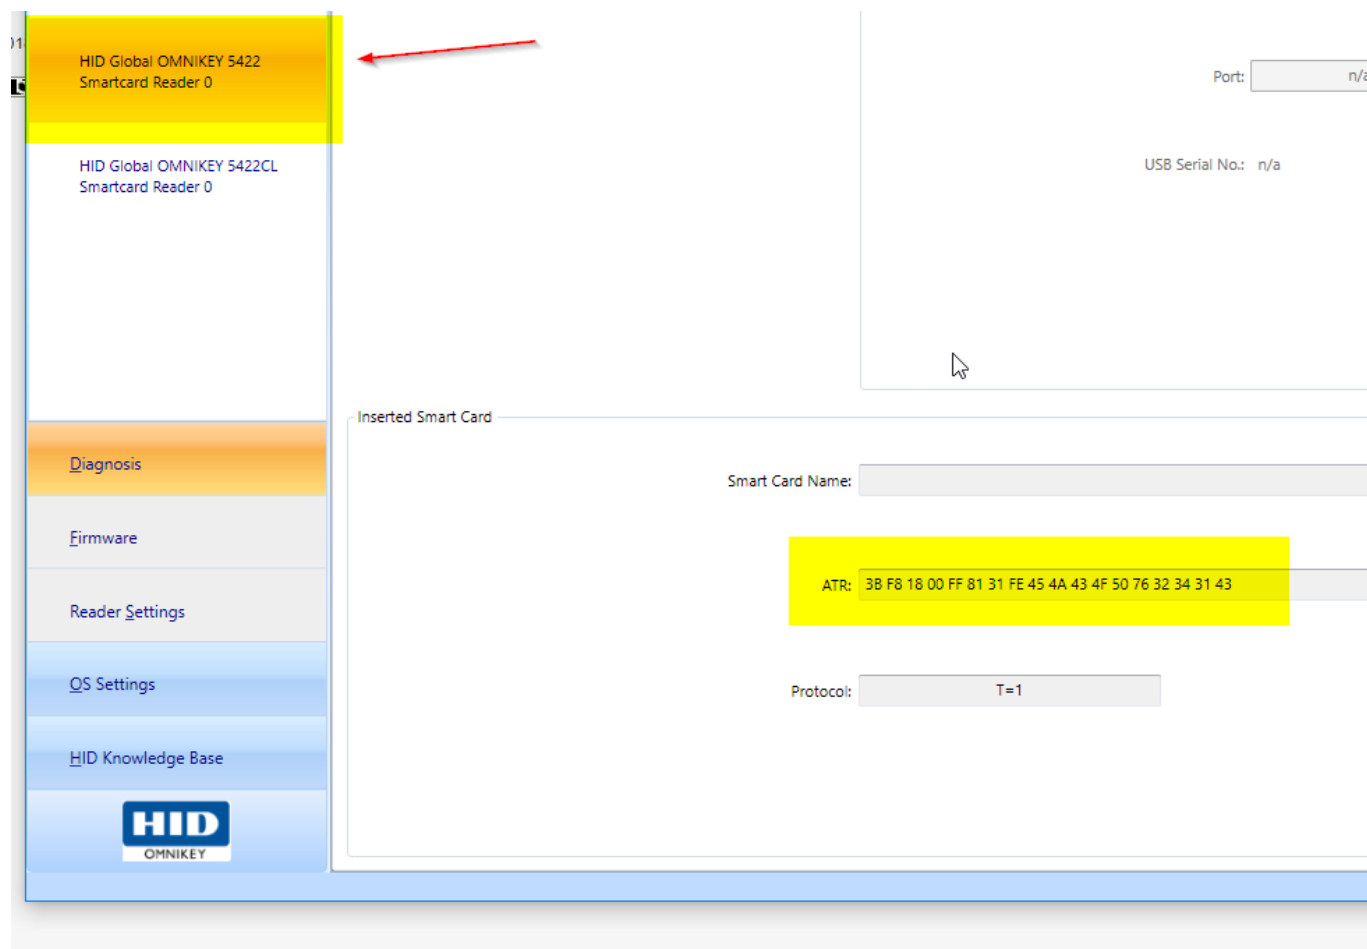 HID Global OMNIKEY 5422
Smartcard Reader 0
HID Global OMNIKEY 5422CL
Smartcard Reader 0
Port: n/a
USB Serial No.: n/a
Inserted Smart Card
Smart Card Name:
ATR: 3B F8 18 00 FF 81 31 FE 45 4A 43 4F 50 76 32 34 31 43
Protocol: T=1
Diagnosis
Firmware
Reader Settings
OS Settings
HID Knowledge Base
HID
OMNIKEY